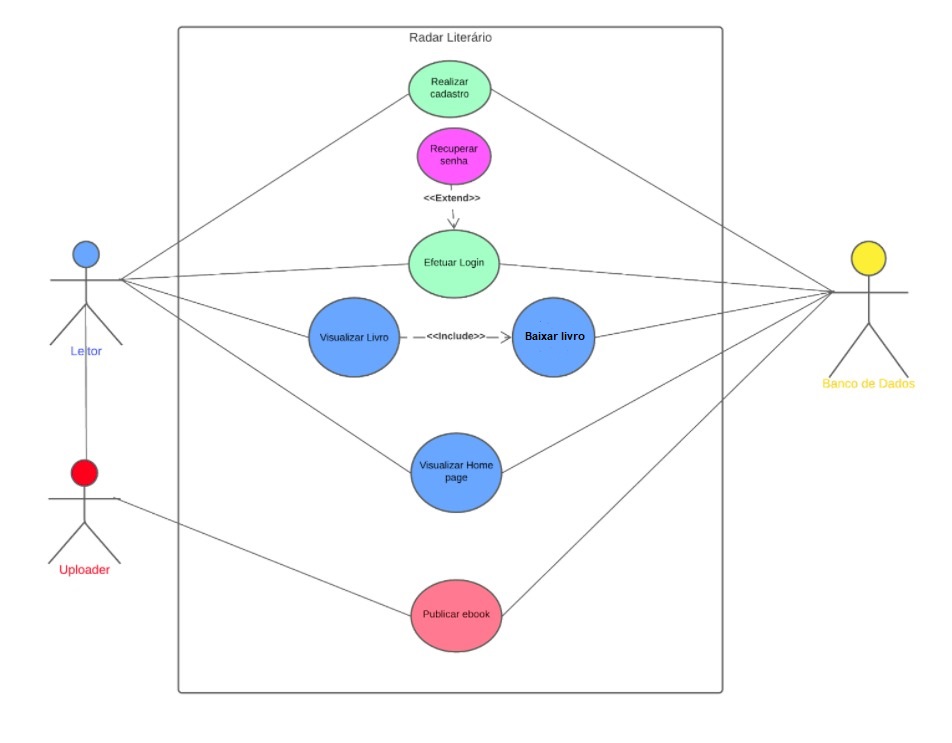 Radar Literário
Realizar
cadastro
Recuperar
senha
<<Extend>>
Efetuar Login
Visualizar Livro
<<Include>>
Baixar livro
Leitor
Banco de Dados
Visualizar Home
page
Uploader
Publicar ebook